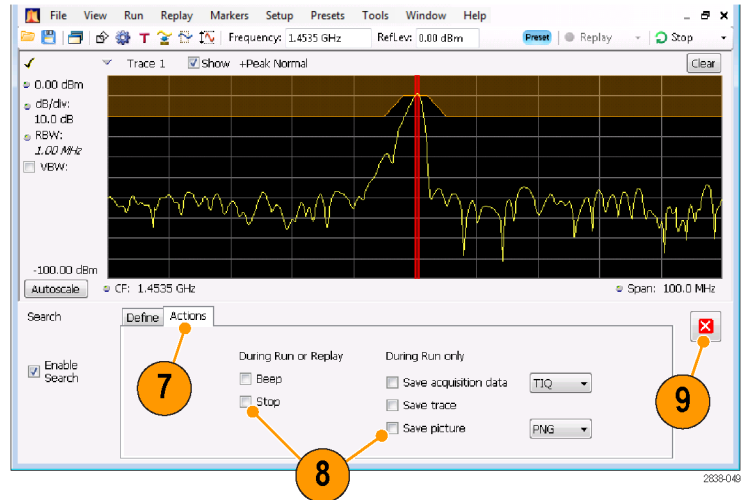 File View Run Replay Markers Setup Presets Tools Window Help
T Frequency: 1.4535 GHz RefLev: 0.00 dBm Preset Replay Stop
Trace 1 Show +Peak Normal Clear
0.00 dBm
dB/div:
10.0 dB
RBW:
1.00 MHz
VBW:
-100.00 dBm
Autoscale CF: 1.4535 GHz Span: 100.0 MHz
Search Define Actions
During Run or Replay During Run only
Enable
Search
Beep Save acquisition data TIQ
Stop Save trace
Save picture PNG
7
8
9
2838-049